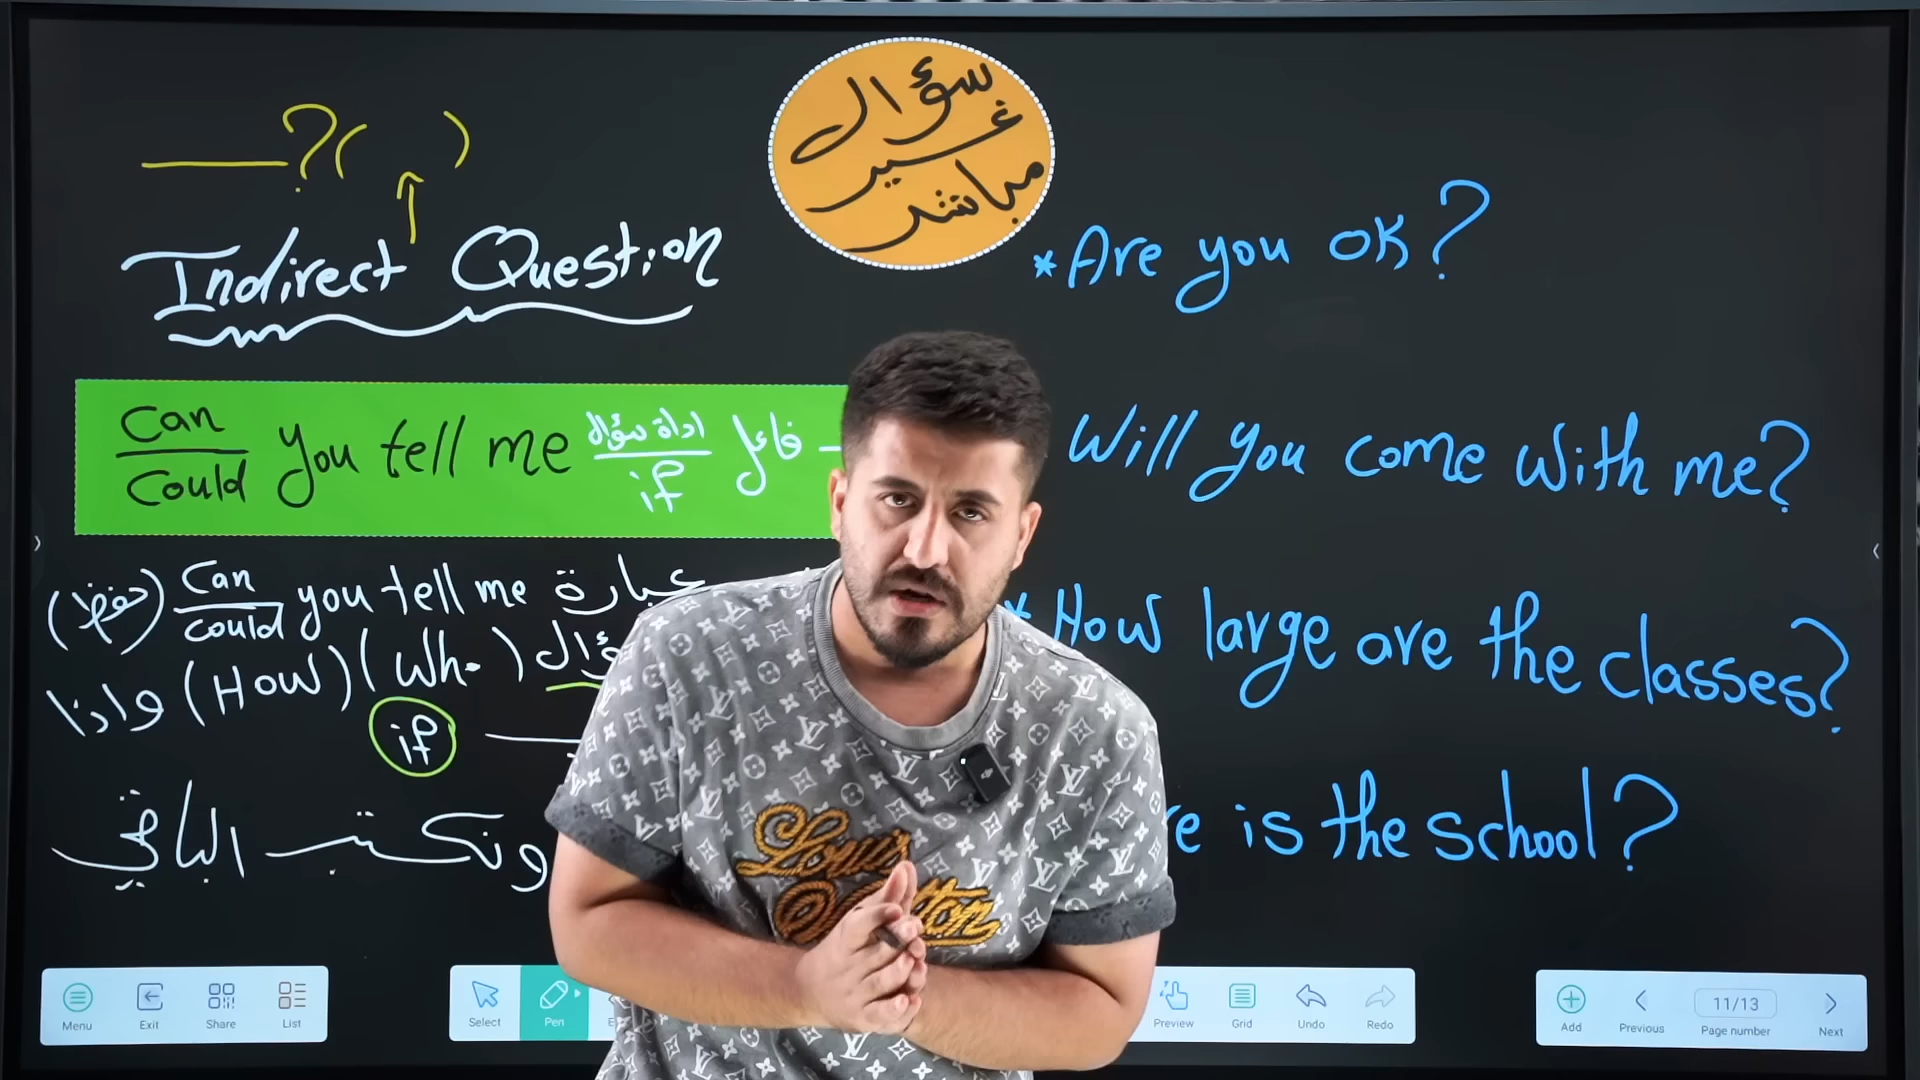 ?( )
سؤال
غير
مباشر
Indirect Question
Can
Could you tell me اداة سؤال
if فاعل
(حفظ) Can
could you tell me عبارة
واذا (How) (Wh-)
if
ونكتب الباقي
*Are you ok?
Will you come with me?
*How large are the classes?
re is the school?
Louis
Menu
Exit
Share
List
Select
Pen
Preview
Grid
Undo
Redo
Add
Previous
11/13
Page number
Next